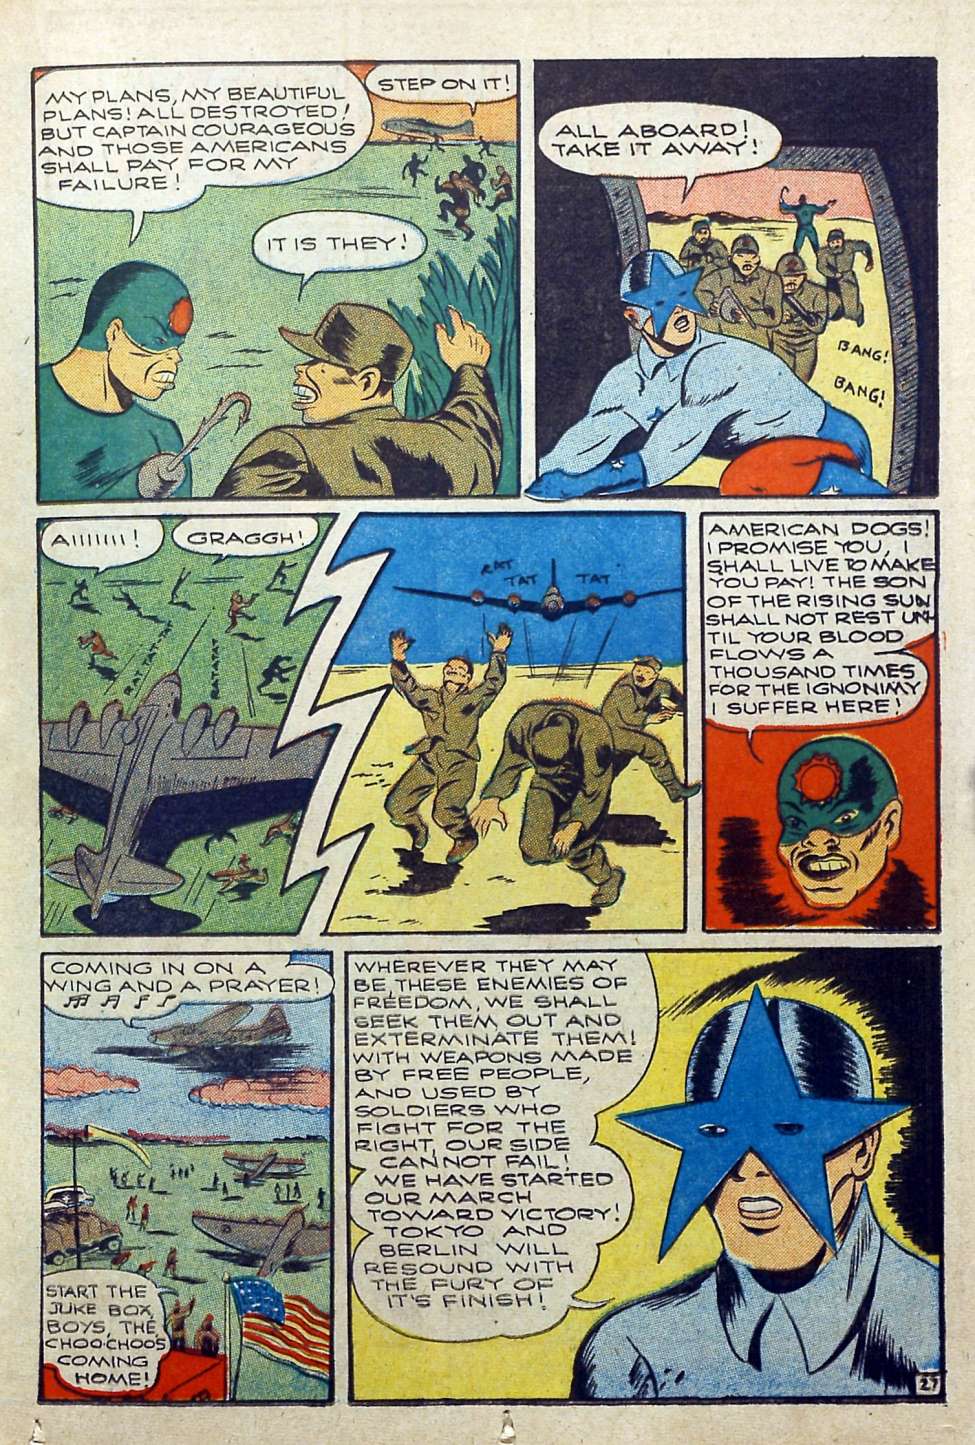 MY PLANS, MY BEAUTIFUL
PLANS! ALL DESTROYED!
BUT CAPTAIN COURAGEOUS
AND THOSE AMERICANS
SHALL PAY FOR MY
FAILURE!
STEP ON IT!
IT IS THEY!
ALL ABOARD!
TAKE IT AWAY!
BANG!
BANG!
AIIIIIII!
GRAGGH!
RATTATTAT
BATATAT
RAT
TAT
TAT
AMERICAN DOGS!
I PROMISE YOU, I
SHALL LIVE TO MAKE
YOU PAY! THE SON
OF THE RISING SUN
SHALL NOT REST UN-
TIL YOUR BLOOD
FLOWS A
THOUSAND TIMES
FOR THE IGNONIMY
I SUFFER HERE!
COMING IN ON A
WING AND A PRAYER!
START THE
JUKE BOX,
BOYS, THE
CHOO-CHOO'S
COMING
HOME!
WHEREVER THEY MAY
BE, THESE ENEMIES OF
FREEDOM, WE SHALL
SEEK THEM OUT AND
EXTERMINATE THEM!
WITH WEAPONS MADE
BY FREE PEOPLE,
AND USED BY
SOLDIERS WHO
FIGHT FOR THE
RIGHT, OUR SIDE
CANNOT FAIL!
WE HAVE STARTED
OUR MARCH
TOWARD VICTORY!
TOKYO AND
BERLIN WILL
RESOUND WITH
THE FURY OF
IT'S FINISH!
27